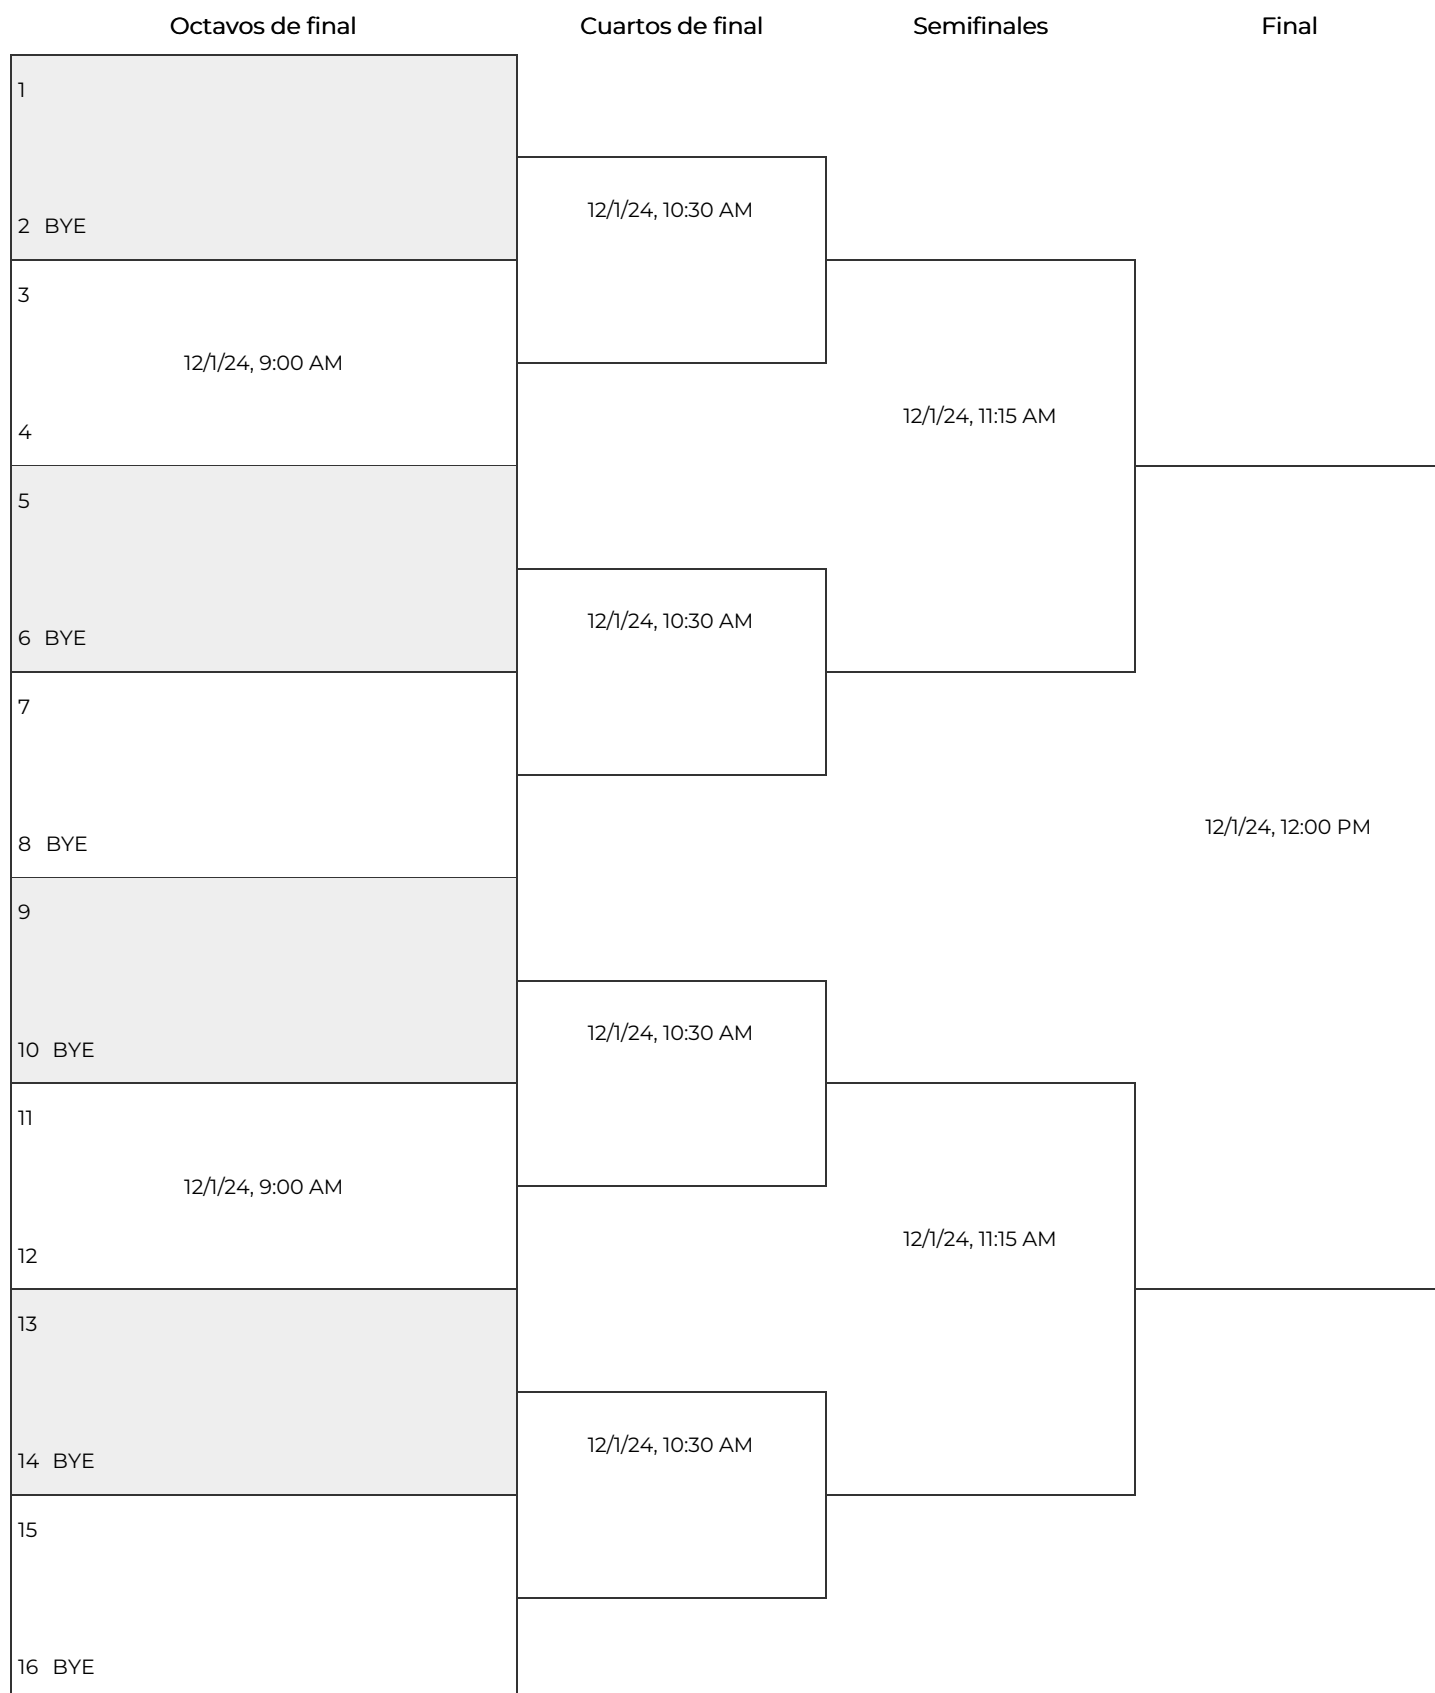 Octavos de final
Cuartos de final
Semifinales
Final
1
2 BYE
3
12/1/24, 9:00 AM
4
5
6 BYE
7
8 BYE
9
10 BYE
11
12/1/24, 9:00 AM
12
13
14 BYE
15
16 BYE
12/1/24, 10:30 AM
12/1/24, 10:30 AM
12/1/24, 10:30 AM
12/1/24, 10:30 AM
12/1/24, 11:15 AM
12/1/24, 11:15 AM
12/1/24, 12:00 PM